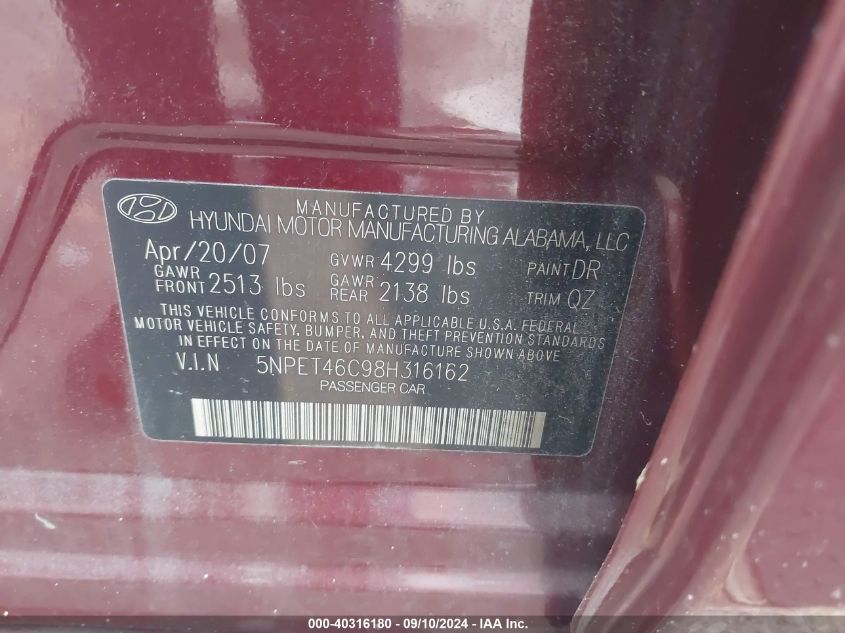 MANUFACTURED BY
HYUNDAI MOTOR MANUFACTURING ALABAMA, LLC
Apr/20/07 GVWR 4299 lbs PAINT DR
GAWR FRONT 2513 lbs GAWR REAR 2138 lbs TRIM QZ
THIS VEHICLE CONFORMS TO ALL APPLICABLE U.S.A. FEDERAL
MOTOR VEHICLE SAFETY, BUMPER, AND THEFT PREVENTION STANDARDS
IN EFFECT ON THE DATE OF MANUFACTURE SHOWN ABOVE.
V.I.N 5NPET46C98H316162
PASSENGER CAR
000-40316180 - 09/10/2024 - IAA Inc.